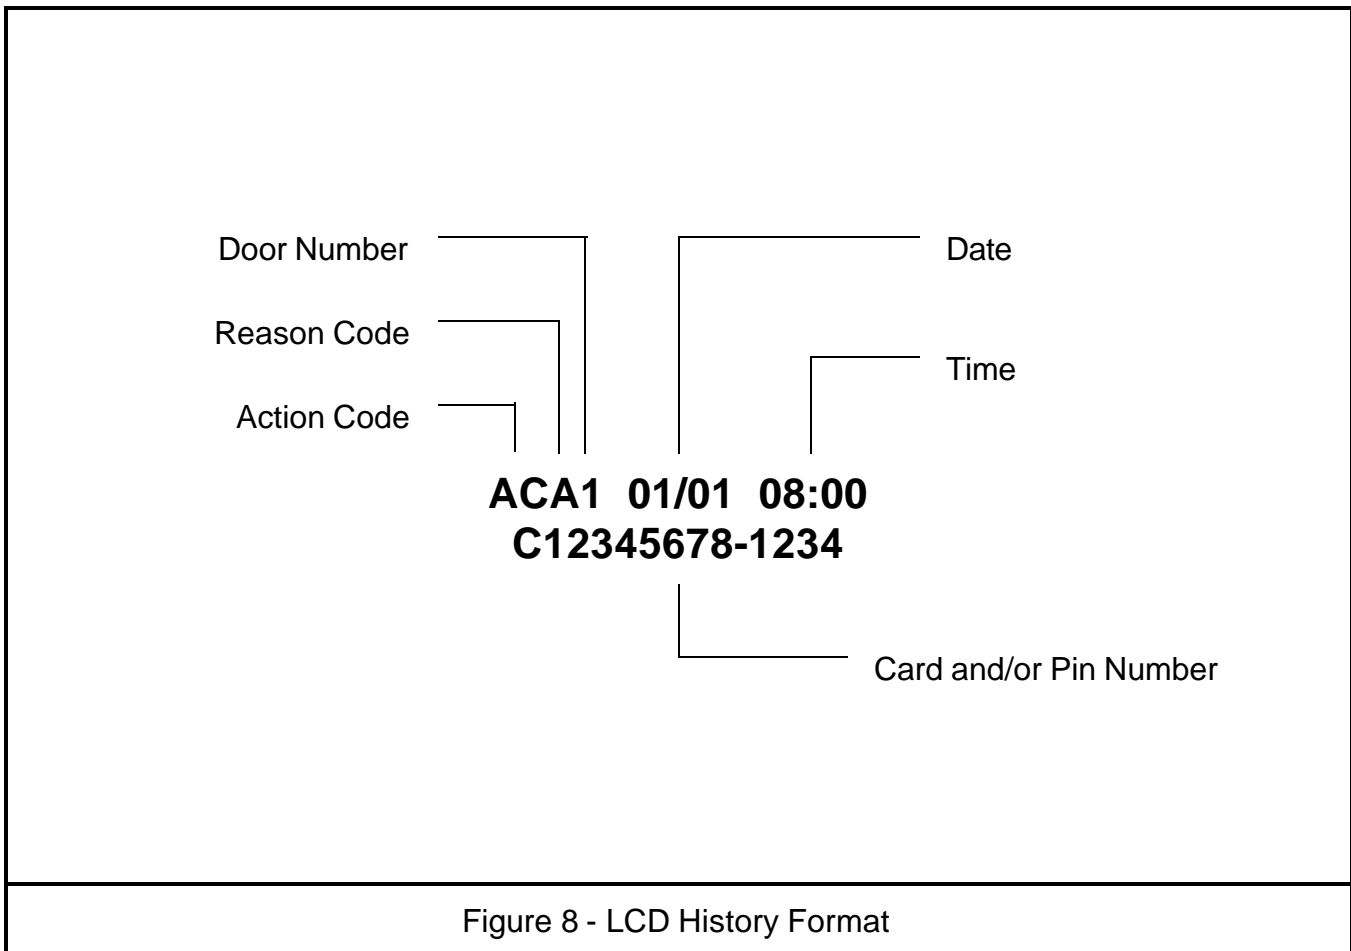 Door Number
Date
Reason Code
Time
Action Code
ACA1 01/01 08:00
C12345678-1234
Card and/or Pin Number
Figure 8 - LCD History Format